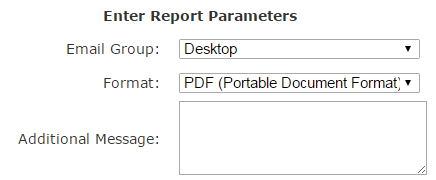 Enter Report Parameters
Email Group: Desktop
Format: PDF (Portable Document Format)
Additional Message: